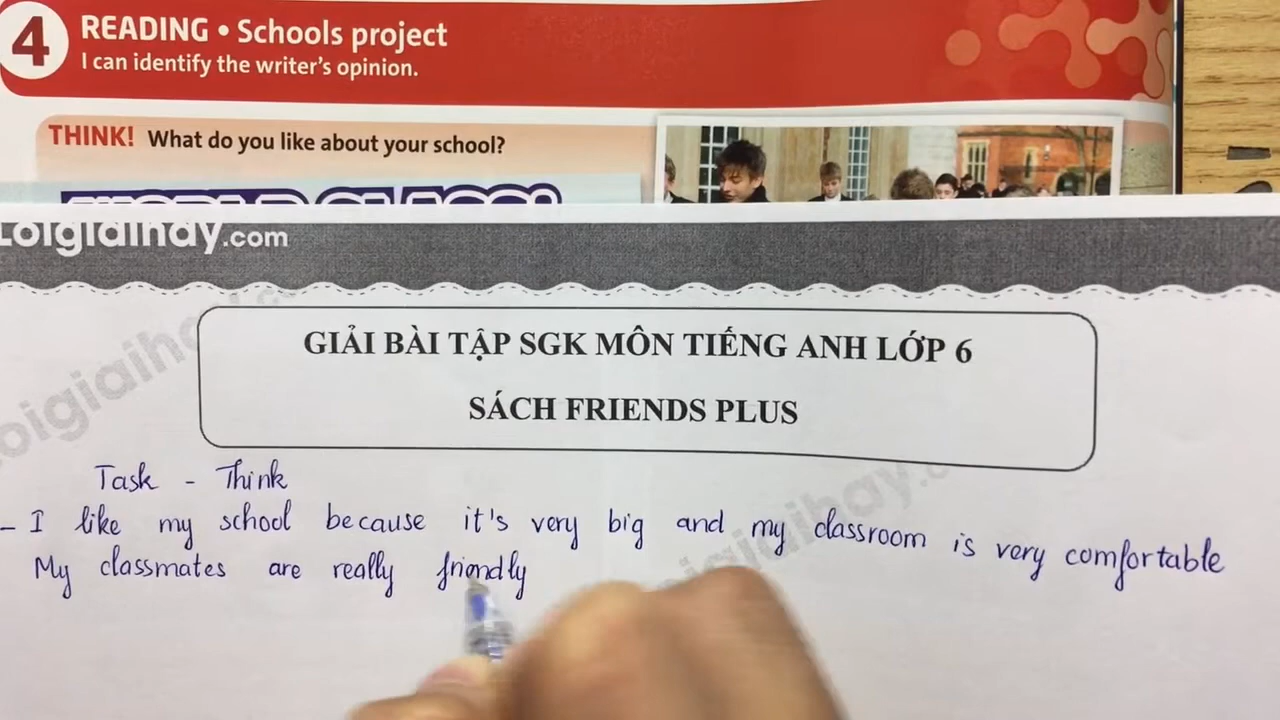 4
READING • Schools project
I can identify the writer's opinion.
THINK! What do you like about your school?
Loigiaihay.com
GIẢI BÀI TẬP SGK MÔN TIẾNG ANH LỚP 6
SÁCH FRIENDS PLUS
Task - Think
- I like my school because it's very big and my classroom is very comfortable
My classmates are really friendly